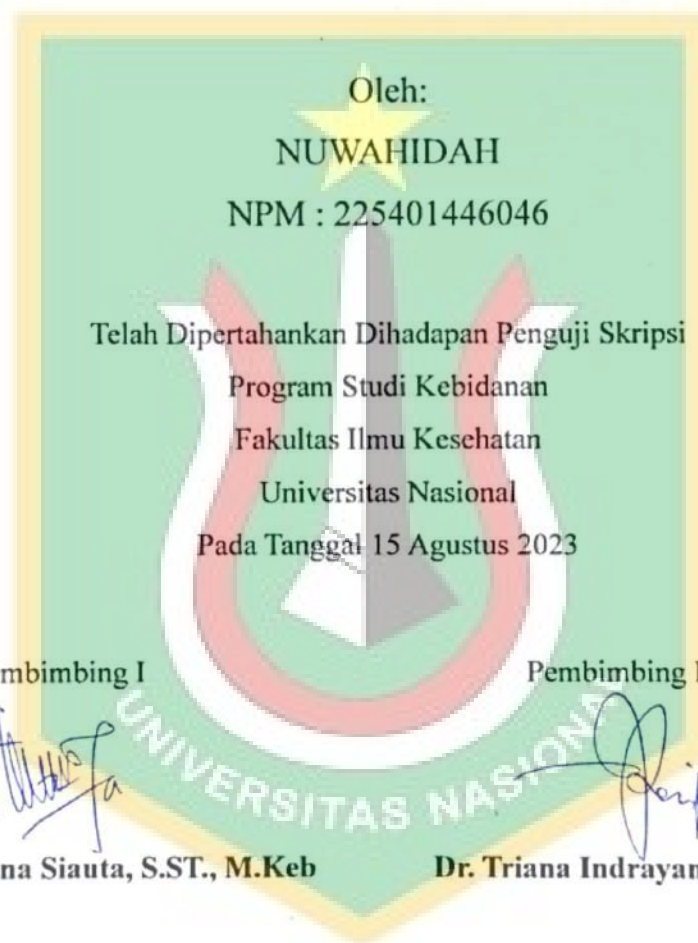 Oleh:
NUWAHIDAH
NPM : 225401446046
Telah Dipertahankan Dihadapan Penguji Skripsi
Program Studi Kebidanan
Fakultas Ilmu Kesehatan
Universitas Nasional
Pada Tanggal 15 Agustus 2023
mbimbing I Pembimbing I
UNIVERSITAS NASIONAL
na Siauta, S.ST., M.Keb Dr. Triana Indrayan